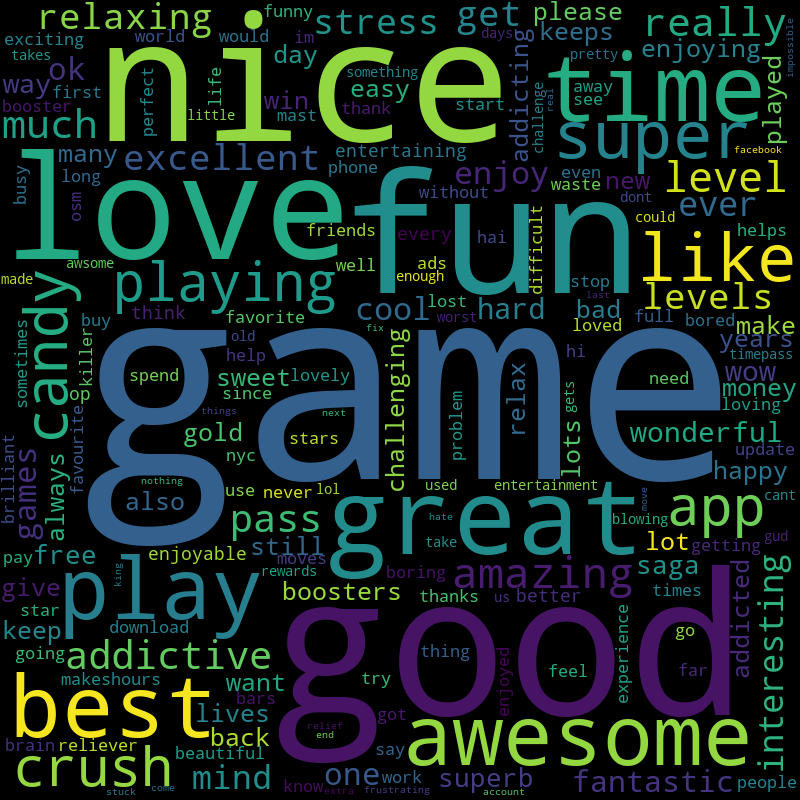 nice
game
fun
good
love
great
time
play
best
like
super
awesome
candy
crush
app
playing
amazing
level
levels
really
much
excellent
relaxing
stress
get
please
keeps
enjoying
played
exciting
takes
world
would
funny
im
days
something
pretty
impossible
ok
way
booster
first
day
win
easy
life
perfect
little
mast
thank
start
addicting
challenge
real
away
see
many
long
busy
osm
entertaining
phone
enjoy
without
even
waste
new
dont
facebook
ever
could
helps
made
awsome
friends
every
hai
well
ads
enough
difficult
stop
cool
lost
hard
bad
full
bored
make
years
timepass
sometimes
buy
killer
think
favorite
fix
worst
last
loved
hi
old
help
op
spend
sweet
lovely
since
challenging
relax
need
wow
money
loving
favourite
things
next
gold
stars
problem
lots
gets
wonderful
update
brilliant
games
always
nyc
nothing
also
use
never
lol
used
entertainment
move
happy
cant
pass
hate
blowing
lot
getting
gud
pay
free
enjoyable
still
moves
take
boring
saga
times
give
star
king
rewards
boosters
thanks
us
better
addicted
interesting
keep
download
going
addictive
thing
go
experience
feel
far
makeshours
want
try
bars
enjoyed
lives
got
relief
brain
reliever
back
end
say
beautiful
mind
one
work
superb
fantastic
people
stuck
come
know
extra
frustrating
account